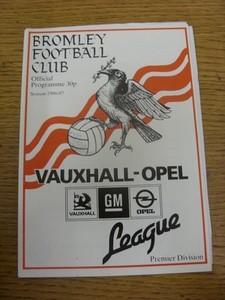 BROMLEY
FOOTBALL
CLUB
Official
Programme 30p
Season 1986/87
VAUXHALL-OPEL
VAUXHALL
GM
OPEL
League
Premier Division